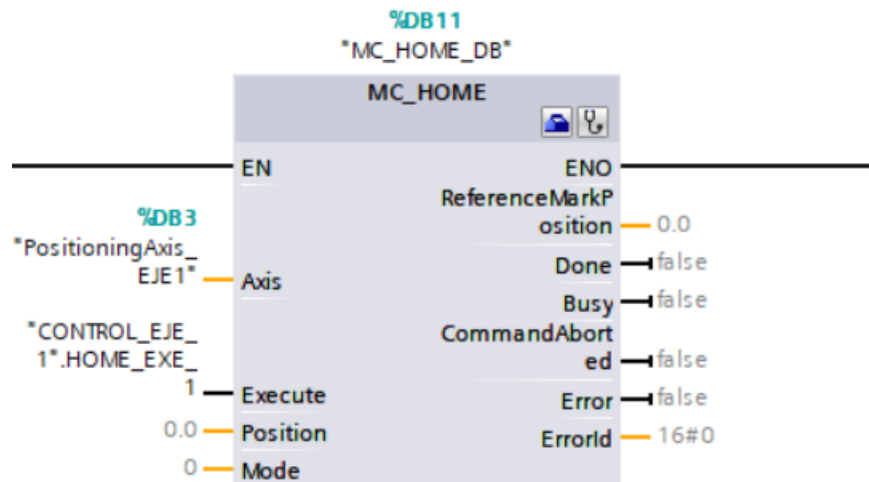 %DB11
"MC_HOME_DB"
MC_HOME
EN
ENO
ReferenceMarkP
osition
0.0
%DB3
"PositioningAxis_
EJE1"
Axis
Done
false
Busy
false
CommandAbort
ed
false
"CONTROL_EJE_
1".HOME_EXE_
1
Execute
Error
false
0.0
Position
ErrorId
16#0
0
Mode